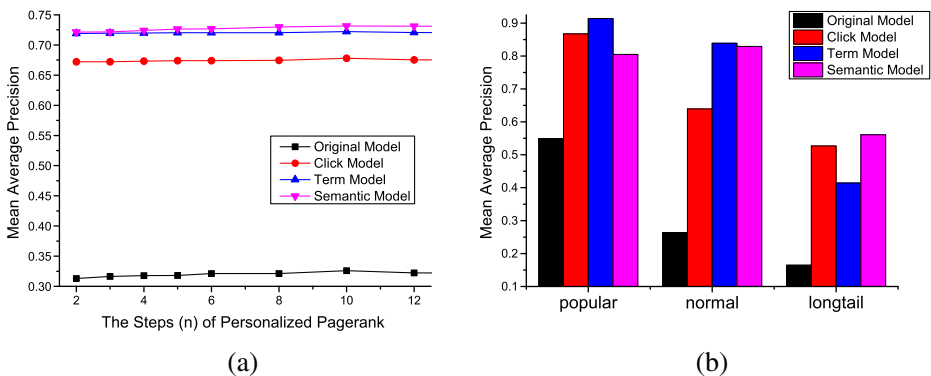 Mean Average Precision
0.75
0.70
0.65
0.60
0.55
0.50
0.45
0.40
0.35
0.30
Original Model
Click Model
Term Model
Semantic Model
2 4 6 8 10 12
The Steps (n) of Personalized Pagerank
(a)
Mean Average Precision
0.9
0.8
0.7
0.6
0.5
0.4
0.3
0.2
0.1
Original Model
Click Model
Term Model
Semantic Model
popular normal longtail
(b)